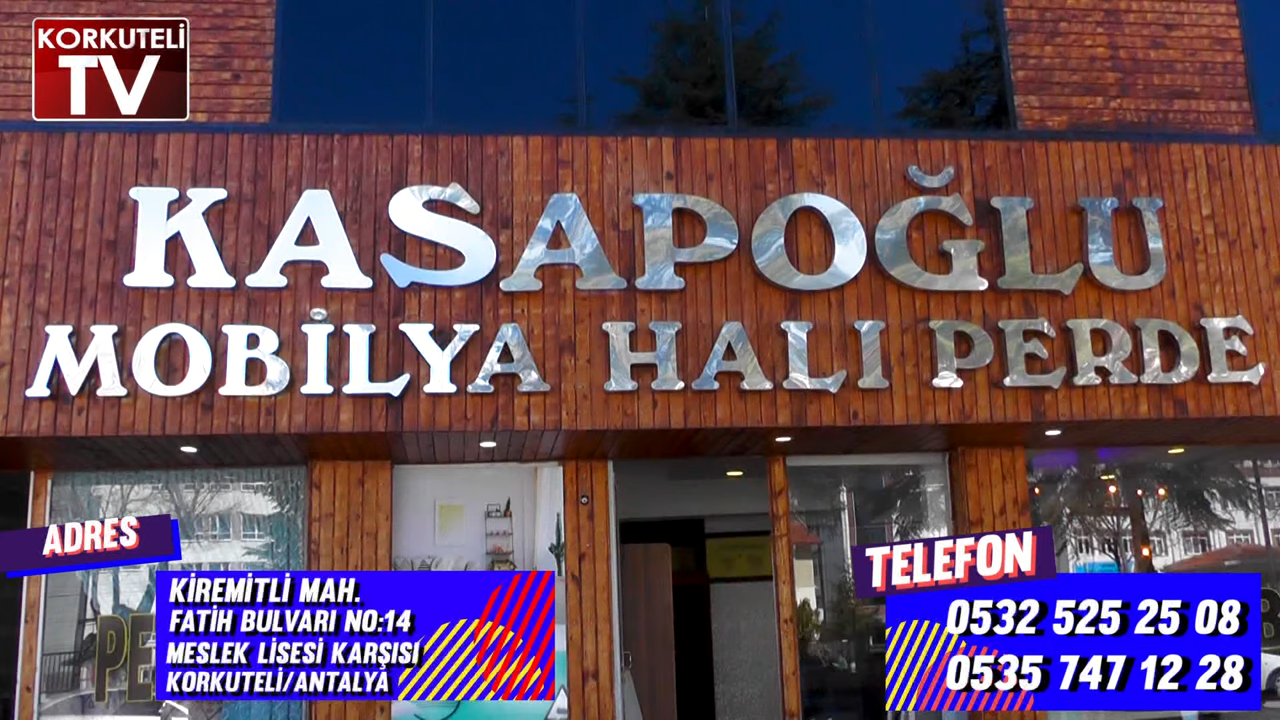 KORKUTELİ
TV
KASAPOĞLU
MOBİLYA HALI PERDE
ADRES
KİREMİTLİ MAH.
FATİH BULVARI NO:14
MESLEK LİSESİ KARŞISI
KORKUTELİ/ANTALYA
TELEFON
0532 525 25 08
0535 747 12 28